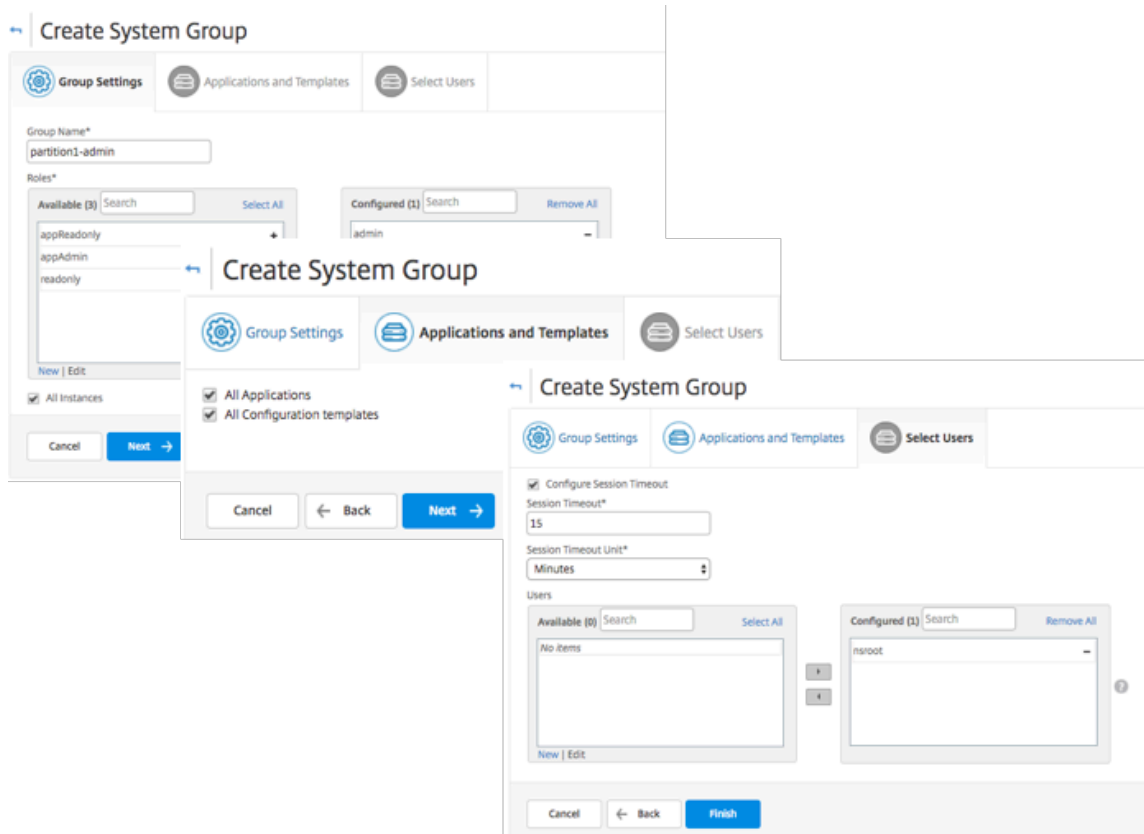 Create System Group
Group Settings Applications and Templates Select Users
Group Name*
partition1-admin
Roles*
Available (3) Search Select All Configured (1) Search Remove All
appReadonly + admin −
appAdmin
readonly
New | Edit
All Instances
Cancel Next →
Create System Group
Group Settings Applications and Templates Select Users
All Applications
All Configuration templates
Cancel ← Back Next →
Create System Group
Group Settings Applications and Templates Select Users
Configure Session Timeout
Session Timeout*
15
Session Timeout Unit*
Minutes
Users
Available (0) Search Select All Configured (1) Search Remove All
No items nsroot −
?
New | Edit
Cancel ← Back Finish